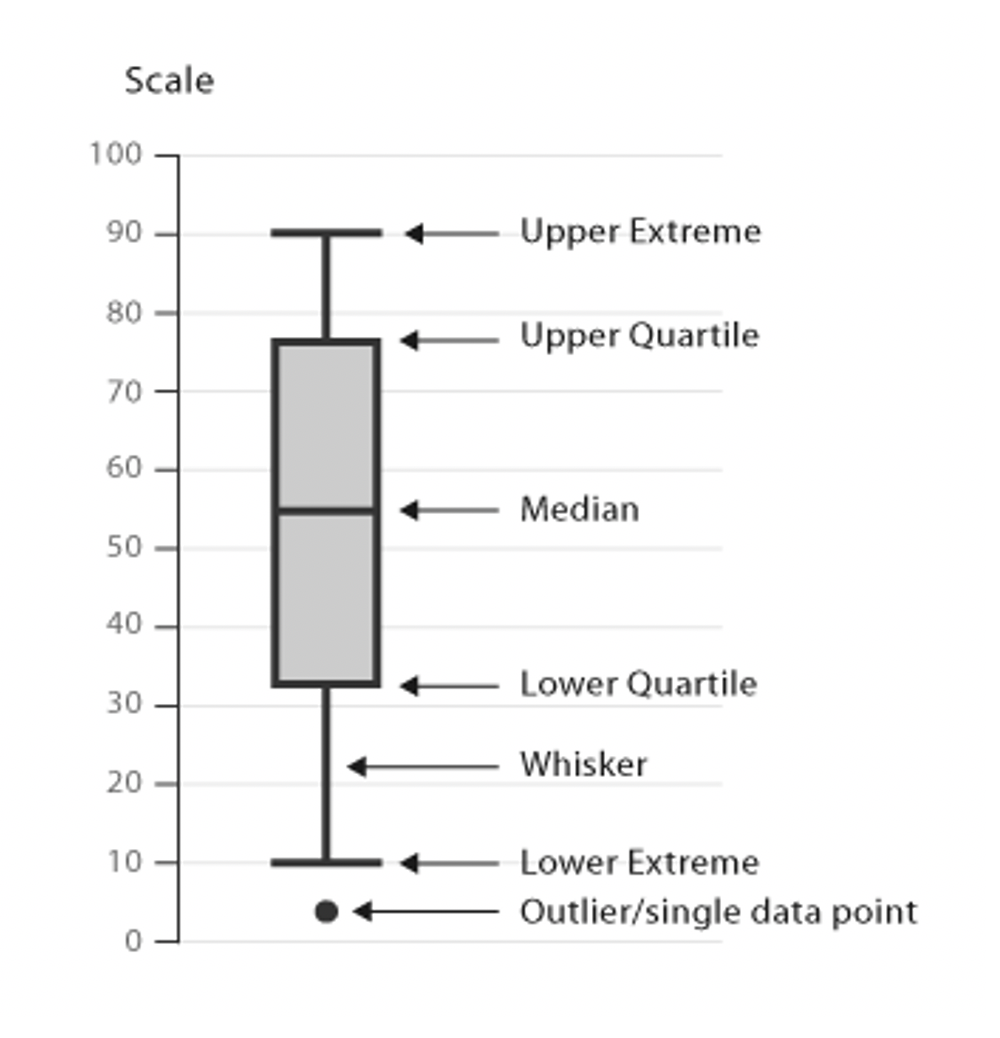 Scale
100
90
Upper Extreme
80
Upper Quartile
70
60
Median
50
40
Lower Quartile
30
Whisker
20
10
Lower Extreme
Outlier/single data point
0